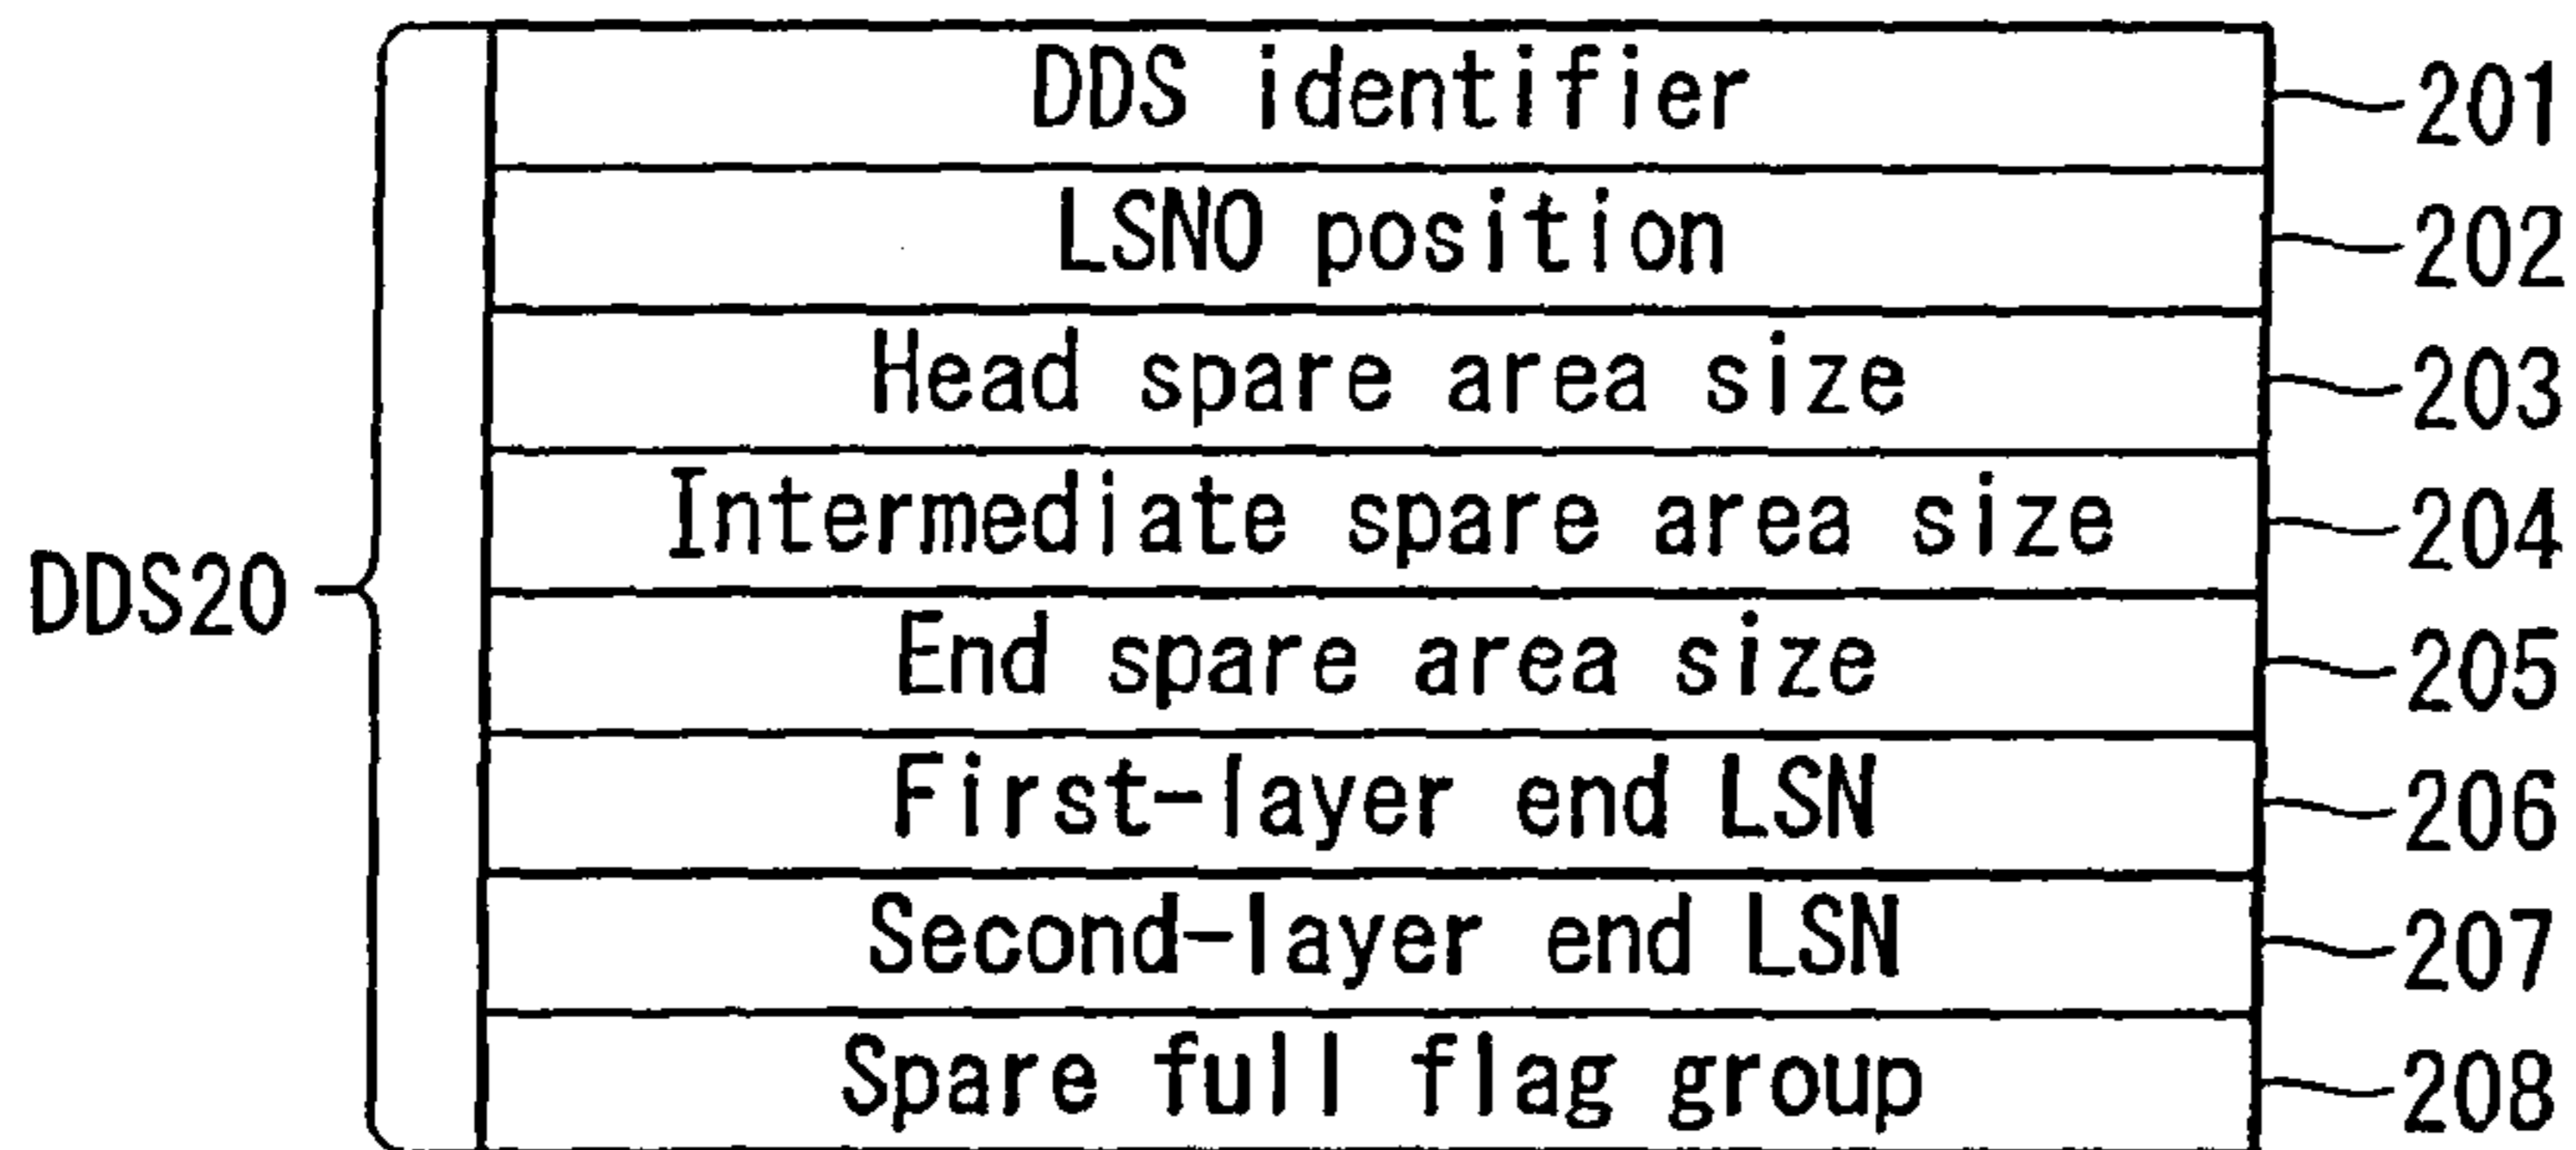 DDS identifier 201
LSN0 position 202
Head spare area size 203
Intermediate spare area size 204
DDS20
End spare area size 205
First-layer end LSN 206
Second-layer end LSN 207
Spare full flag group 208